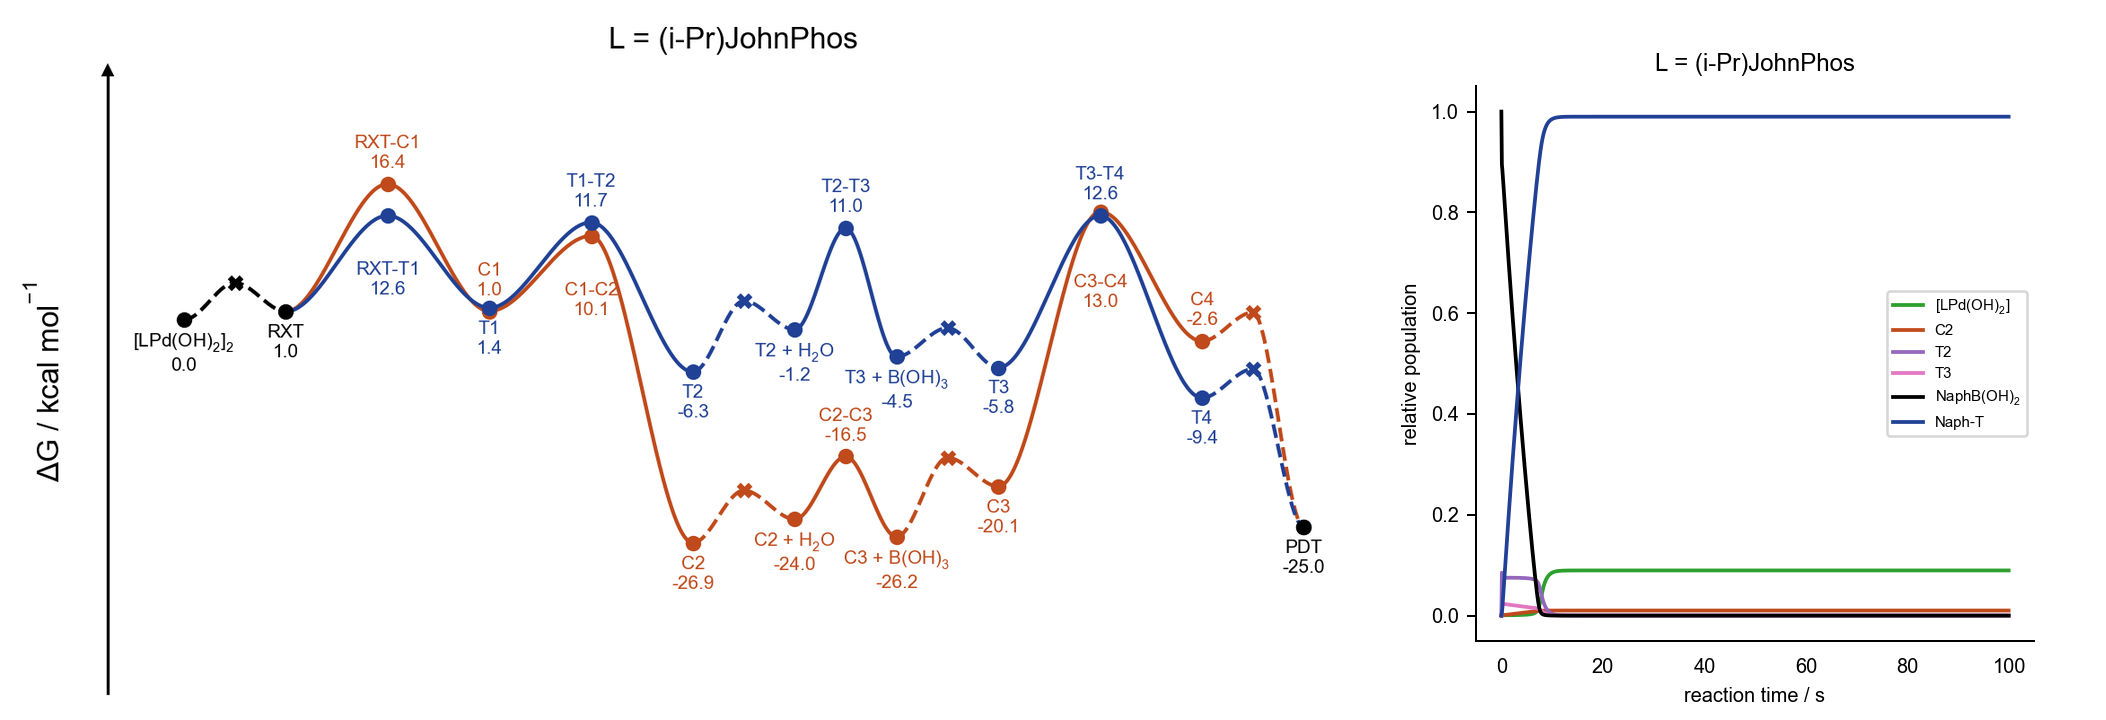 L = (i-Pr)JohnPhos
ΔG / kcal mol⁻¹
[LPd(OH)₂]₂
0.0
RXT
1.0
RXT-C1
16.4
RXT-T1
12.6
C1
1.0
T1
1.4
T1-T2
11.7
C1-C2
10.1
T2
-6.3
C2
-26.9
T2 + H₂O
-1.2
C2 + H₂O
-24.0
T2-T3
11.0
C2-C3
-16.5
T3 + B(OH)₃
-4.5
C3 + B(OH)₃
-26.2
T3
-5.8
C3
-20.1
T3-T4
12.6
C3-C4
13.0
C4
-2.6
T4
-9.4
PDT
-25.0
L = (i-Pr)JohnPhos
relative population
1.0
0.8
0.6
0.4
0.2
0.0
[LPd(OH)₂]
C2
T2
T3
NaphB(OH)₂
Naph-T
0 20 40 60 80 100
reaction time / s